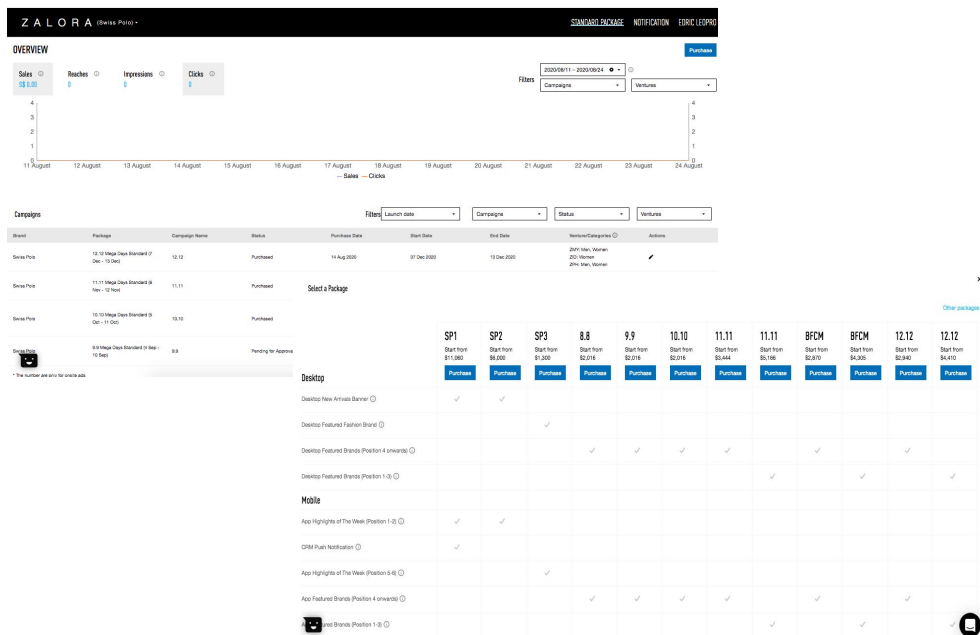 ZALORA (Swiss Polo)
STANDARD PACKAGE NOTIFICATION EDRIC LEOPRO
OVERVIEW
Purchase
Sales Reaches Impressions Clicks
S$ 0.00 0 0 0
Filters
2020/08/11 - 2020/08/24
Campaigns Ventures
4 4
3 3
2 2
1 1
0 0
11 August 12 August 13 August 14 August 15 August 16 August 17 August 18 August 19 August 20 August 21 August 22 August 23 August 24 August
Sales Clicks
Campaigns
Filters Launch date Campaigns Status Ventures
Brand Package Campaign Name Status Purchase Date Start Date End Date Venture/Categories Actions
Swiss Polo 12.12 Mega Days Standard (7 Dec - 13 Dec) 12.12 Purchased 14 Aug 2020 07 Dec 2020 13 Dec 2020 ZMY: Men, Women
ZID: Women
ZPH: Men, Women
Swiss Polo 11.11 Mega Days Standard (6 Nov - 12 Nov) 11.11 Purchased
Swiss Polo 10.10 Mega Days Standard (5 Oct - 11 Oct) 10.10 Purchased
Swiss Polo 9.9 Mega Days Standard (4 Sep - 10 Sep) 9.9 Pending for Approva
* The number are only for onsite ads
Select a Package
x
Other packages
SP1 SP2 SP3 8.8 9.9 10.10 11.11 11.11 BFCM BFCM 12.12 12.12
Start from Start from Start from Start from Start from Start from Start from Start from Start from Start from Start from Start from
$11,060 $6,000 $1,300 $2,016 $2,016 $2,016 $3,444 $5,166 $2,870 $4,305 $2,940 $4,410
Purchase Purchase Purchase Purchase Purchase Purchase Purchase Purchase Purchase Purchase Purchase Purchase
Desktop
Desktop New Arrivals Banner
Desktop Featured Fashion Brand
Desktop Featured Brands (Position 4 onwards)
Desktop Featured Brands (Position 1-3)
Mobile
App Highlights of The Week (Position 1-2)
CRM Push Notification
App Highlights of The Week (Position 5-6)
App Featured Brands (Position 4 onwards)
ured Brands (Position 1-3)